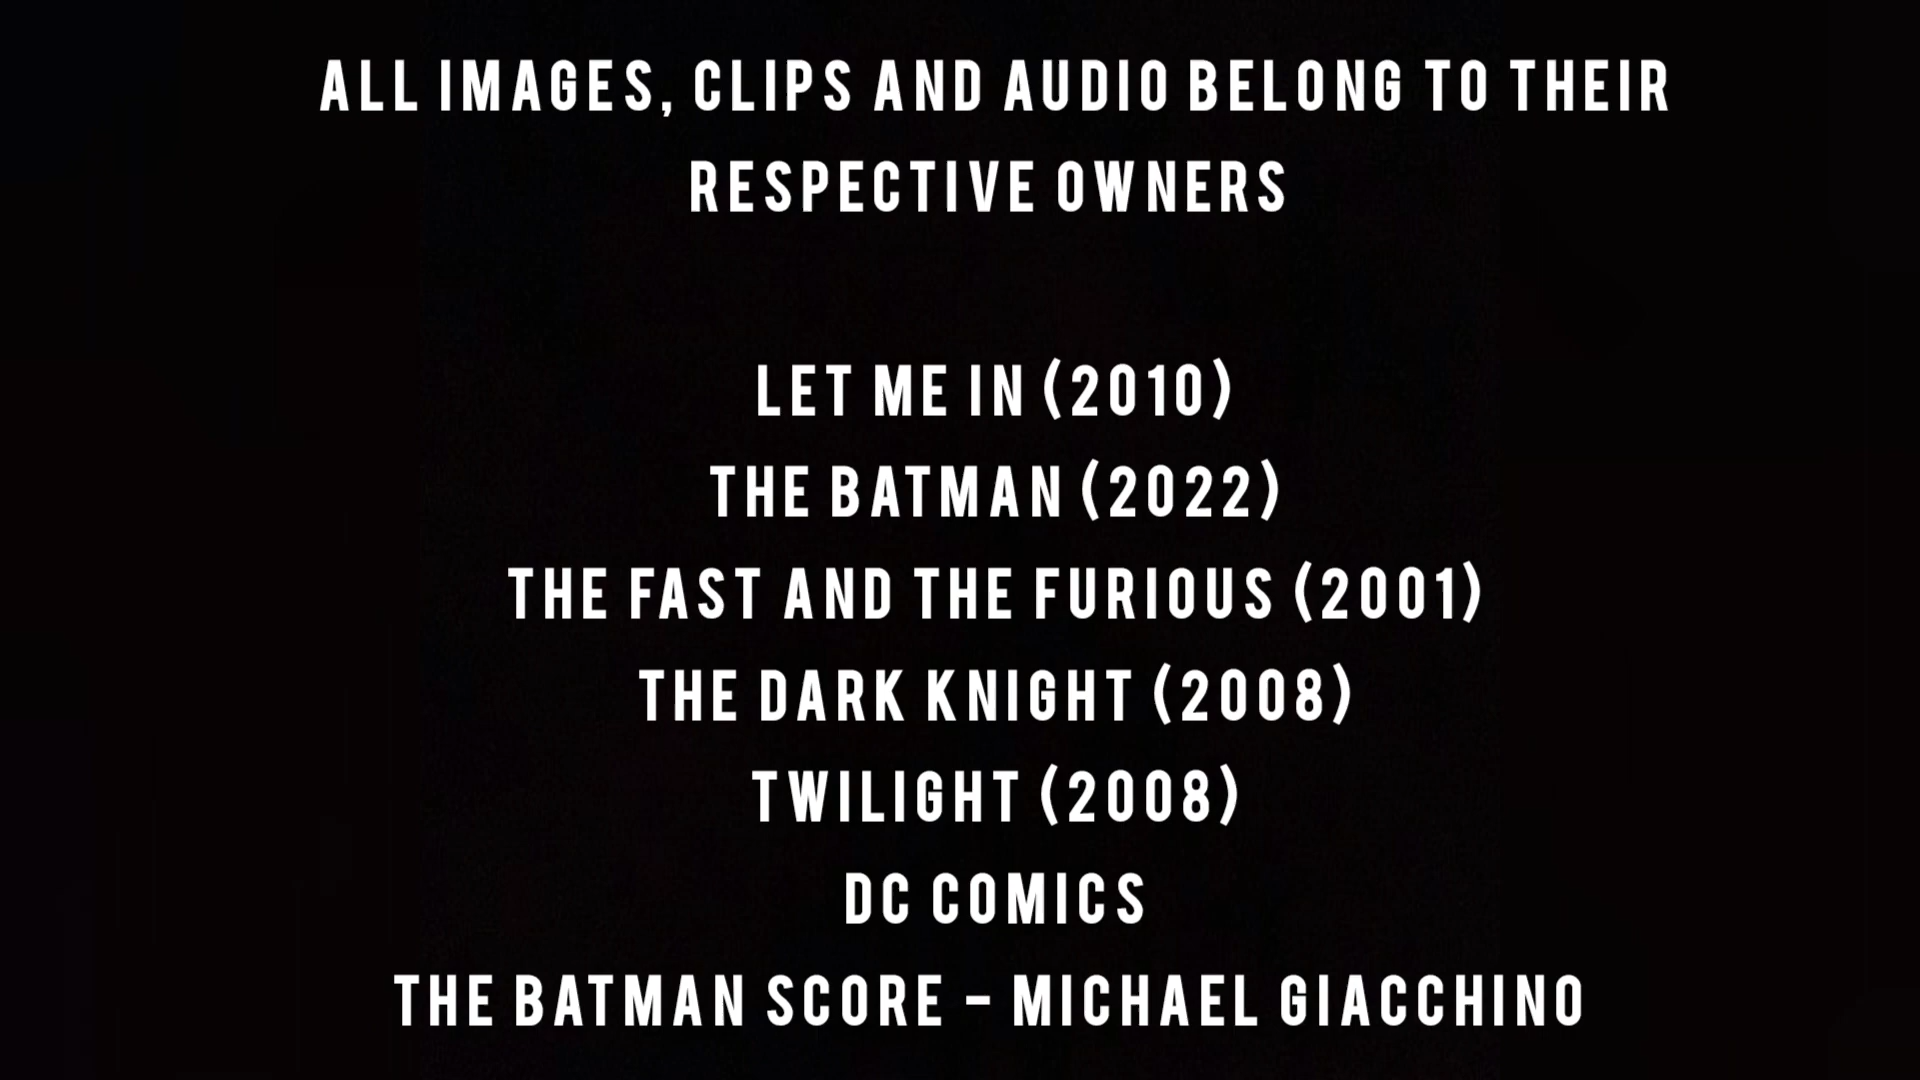 ALL IMAGES, CLIPS AND AUDIO BELONG TO THEIR
RESPECTIVE OWNERS
LET ME IN (2010)
THE BATMAN (2022)
THE FAST AND THE FURIOUS (2001)
THE DARK KNIGHT (2008)
TWILIGHT (2008)
DC COMICS
THE BATMAN SCORE - MICHAEL GIACCHINO